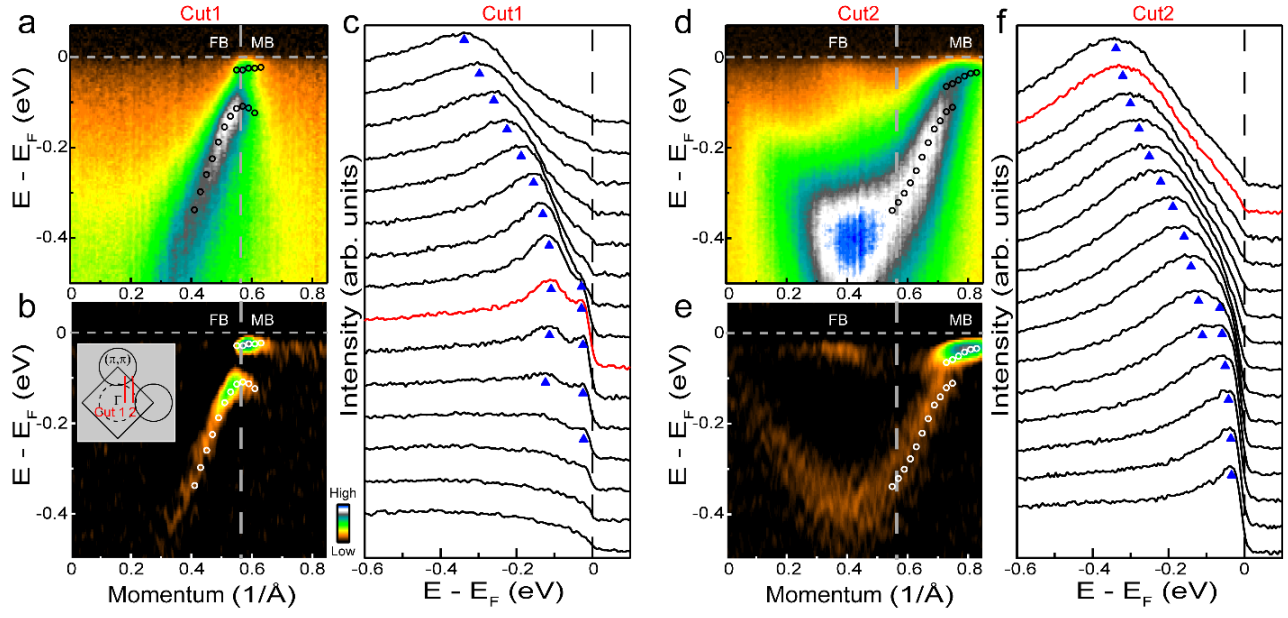 a
Cut1
FB
MB
E - E_F (eV)
0
-0.2
-0.4
0
0.2
0.4
0.6
0.8
b
FB
MB
E - E_F (eV)
0
-0.2
-0.4
(π,π)
Γ
Cut 1 2
High
Low
0
0.2
0.4
0.6
0.8
Momentum (1/Å)
c
Cut1
Intensity (arb. units)
-0.6
-0.4
-0.2
0
E - E_F (eV)
d
Cut2
FB
MB
E - E_F (eV)
0
-0.2
-0.4
0
0.2
0.4
0.6
0.8
e
FB
MB
E - E_F (eV)
0
-0.2
-0.4
0
0.2
0.4
0.6
0.8
Momentum (1/Å)
f
Cut2
Intensity (arb. units)
-0.6
-0.4
-0.2
0
E - E_F (eV)